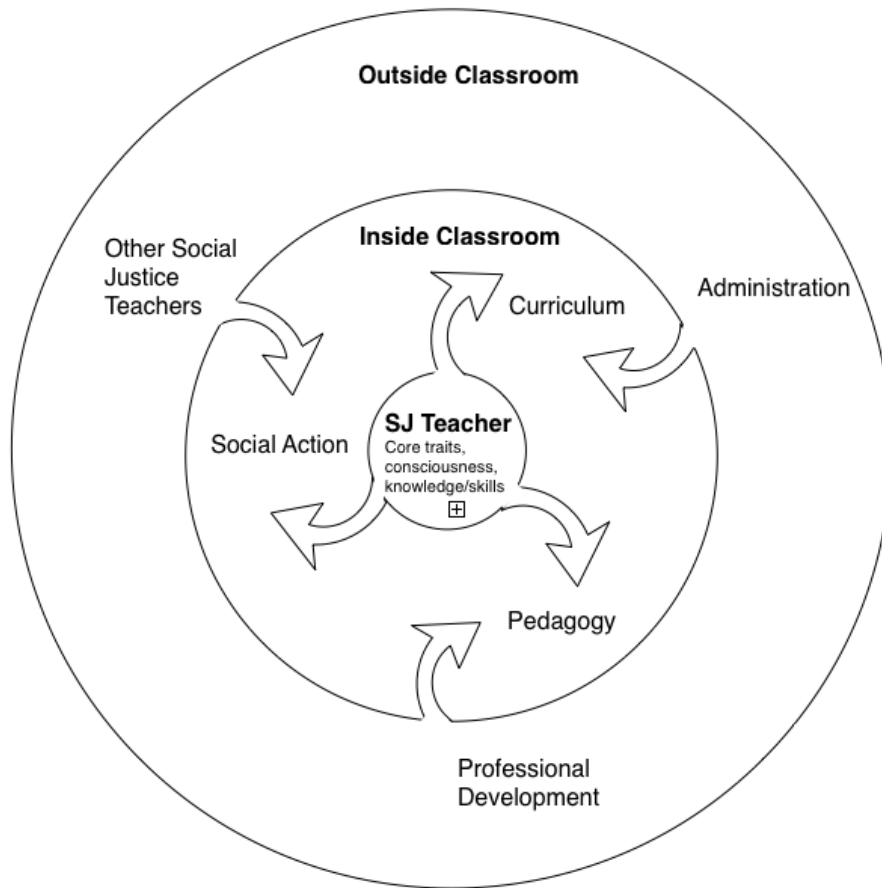 Outside Classroom
Inside Classroom
Other Social
Justice
Teachers
Administration
Curriculum
SJ Teacher
Core traits,
consciousness,
knowledge/skills
Social Action
Pedagogy
Professional
Development